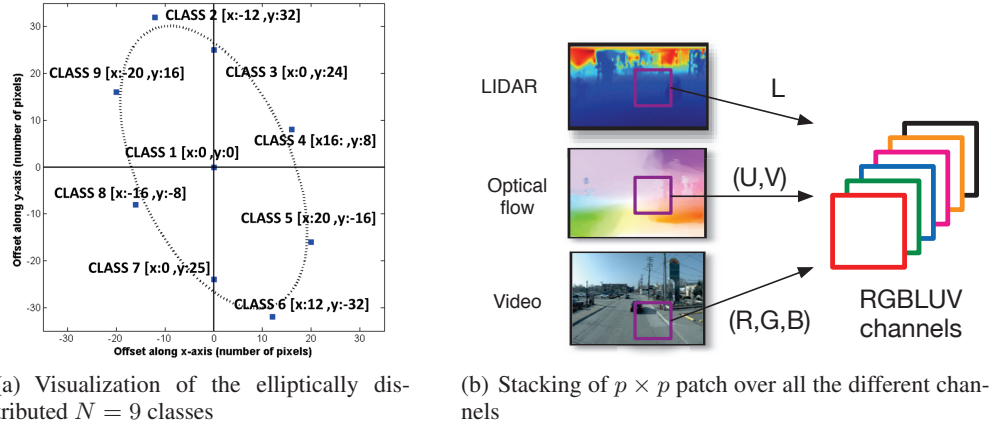 CLASS 2 [x:-12 ,y:32]
CLASS 9 [x:-20 ,y:16]
CLASS 3 [x:0 ,y:24]
CLASS 4 [x16: ,y:8]
CLASS 1 [x:0 ,y:0]
CLASS 8 [x:-16 ,y:-8]
CLASS 5 [x:20 ,y:-16]
CLASS 7 [x:0 ,y:25]
CLASS 6 [x:12 ,y:-32]
30
20
10
0
-10
-20
-30
-30
-20
-10
0
10
20
30
Offset along y-axis (number of pixels)
Offset along x-axis (number of pixels)
LIDAR
L
Optical
flow
(U,V)
Video
(R,G,B)
RGBLUV
channels
(a) Visualization of the elliptically dis-
tributed N = 9 classes
(b) Stacking of p × p patch over all the different chan-
nels